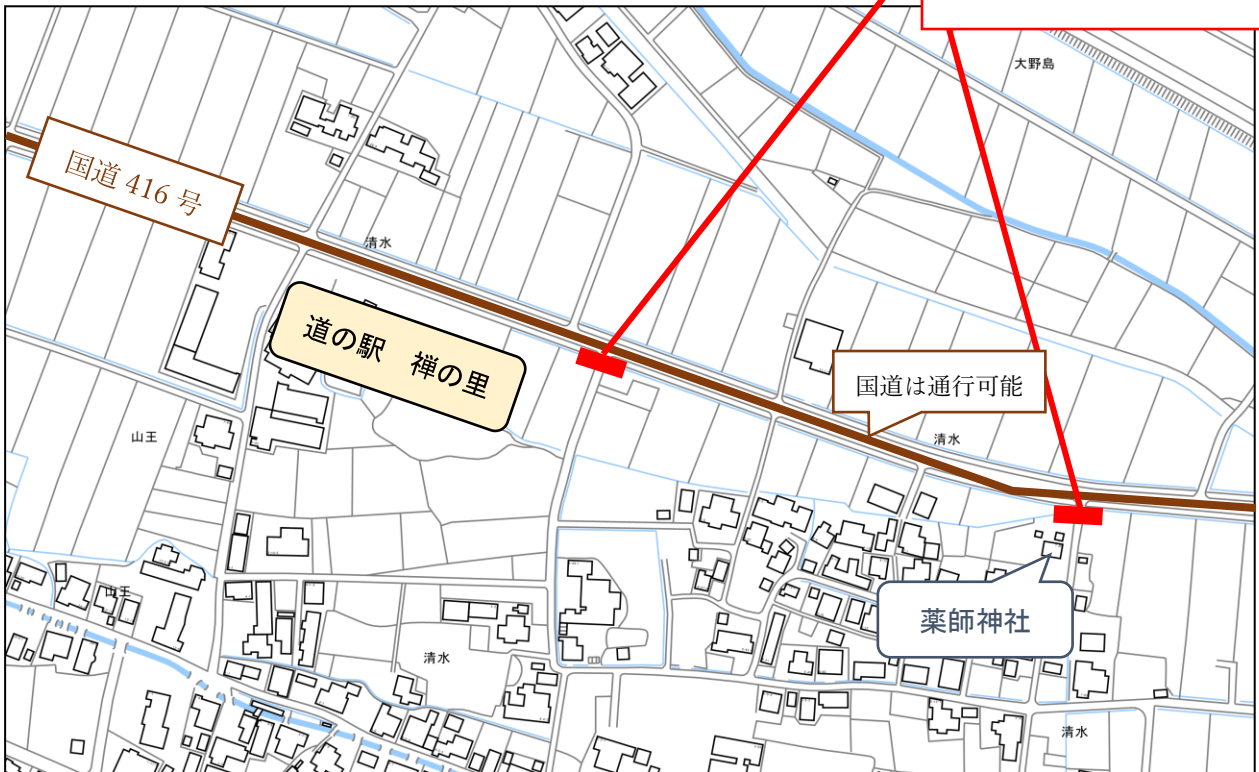 大野島
国道 416 号
清水
道の駅　禅の里
国道は通行可能
山王
清水
山王
薬師神社
清水
清水